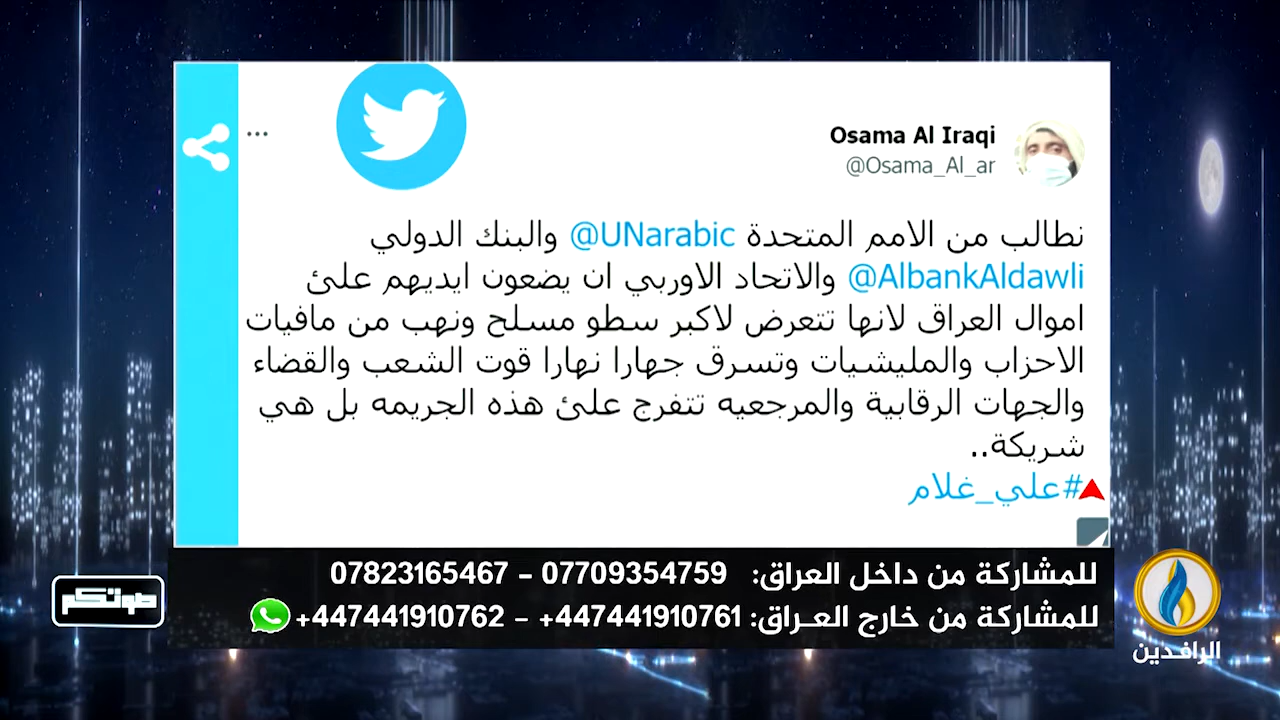 Osama Al Iraqi
@Osama_Al_ar
نطالب من الامم المتحدة @UNarabic والبنك الدولي
@AlbankAldawli والاتحاد الاوربي ان يضعون ايديهم علئ
اموال العراق لانها تتعرض لاكبر سطو مسلح ونهب من مافيات
الاحزاب والمليشيات وتسرق جهارا نهارا قوت الشعب والقضاء
والجهات الرقابية والمرجعيه تتفرج علئ هذه الجريمه بل هي
شريكة..
#علي_غلام
للمشاركة من داخل العراق: 07709354759 - 07823165467
للمشاركة من خارج العـراق: 447441910761+ - 447441910762+
صوتكم
الرافدين